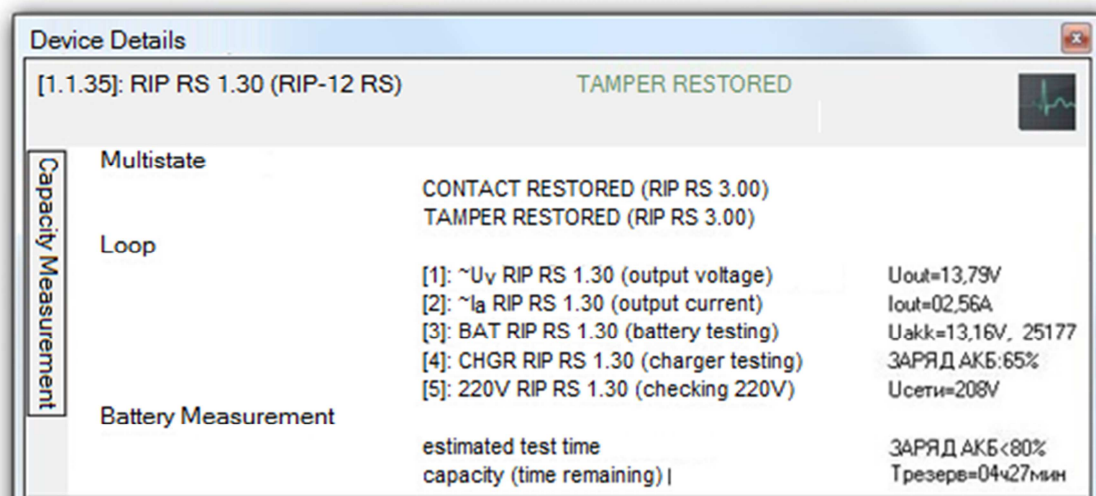 Device Details
[1.1.35]: RIP RS 1.30 (RIP-12 RS) TAMPER RESTORED
Capacity Measurement
Multistate
CONTACT RESTORED (RIP RS 3.00)
TAMPER RESTORED (RIP RS 3.00)
Loop
[1]: ~Uv RIP RS 1.30 (output voltage) Uout=13,79V
[2]: ~Ia RIP RS 1.30 (output current) Iout=02,56A
[3]: BAT RIP RS 1.30 (battery testing) Uakk=13,16V, 25177
[4]: CHGR RIP RS 1.30 (charger testing) ЗАРЯД АКБ:65%
[5]: 220V RIP RS 1.30 (checking 220V) Uсети=208V
Battery Measurement
estimated test time ЗАРЯД АКБ<80%
capacity (time remaining) Tрезерв=04ч27мин